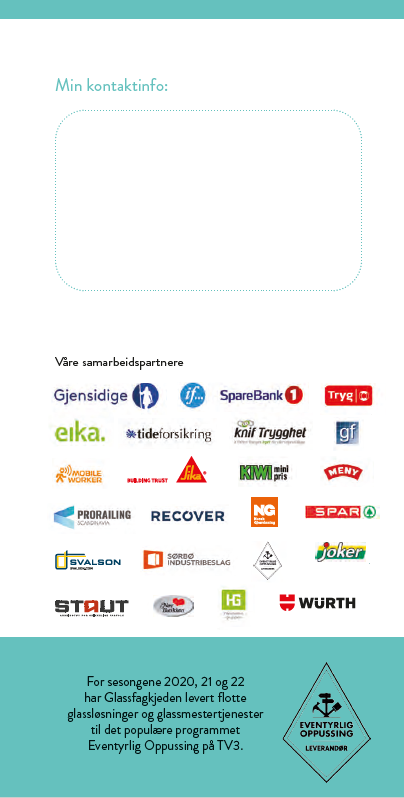 Min kontaktinfo:
Våre samarbeidspartnere
Gjensidige if... SpareBank 1 Tryg
eika. tideforsikring Knif Trygghet gf
MOBILE WORKER BUILDING TRUST Sika KIWI mini pris MENY
PRORAILING SCANDINAVIA RECOVER NG SPAR
SVALSON SØRBØ INDUSTRIBESLAG joker
STAUT HG WÜRTH
For sesongene 2020, 21 og 22
har Glassfagkjeden levert flotte
glassløsninger og glassmestertjenester
til det populære programmet
Eventyrlig Oppussing på TV3.
EVENTYRLIG
OPPUSSING
LEVERANDØR